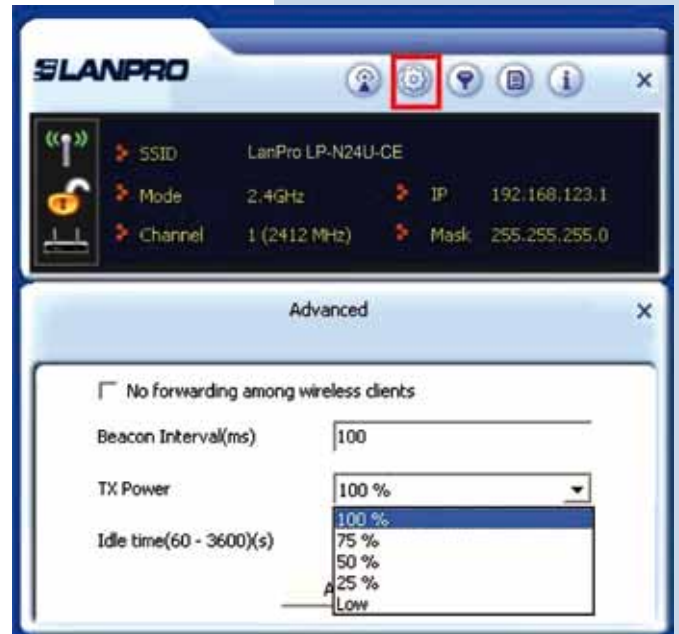 LANPRO
SSID LanPro LP-N24U-CE
Mode 2.4GHz IP 192.168.123.1
Channel 1 (2412 MHz) Mask 255.255.255.0
Advanced
No forwarding among wireless clients
Beacon Interval(ms) 100
TX Power 100 %
100 %
Idle time(60 - 3600)(s) 75 %
50 %
25 %
Low